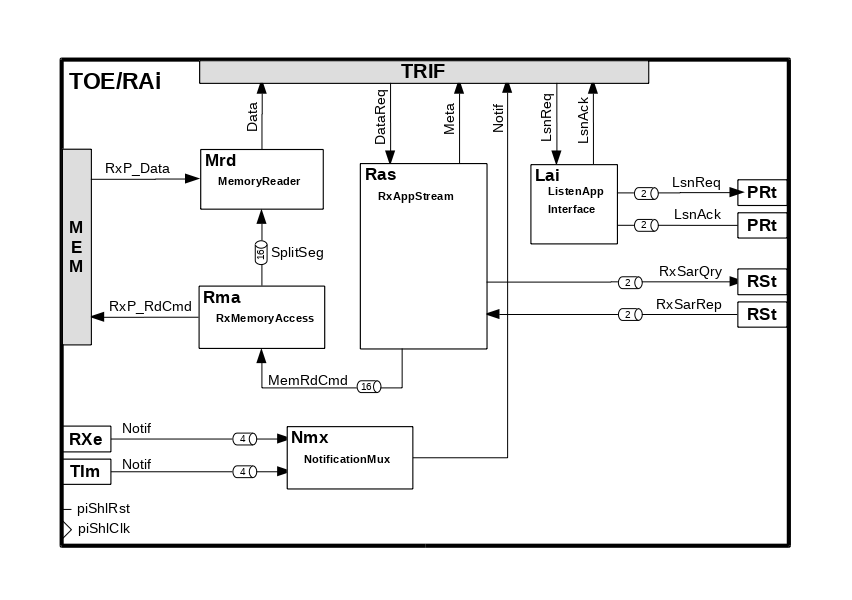 TRIF
TOE/RAi
Data
DataReq
Meta
Notif
LsnReq
LsnAck
RxP_Data
Mrd
MemoryReader
Ras
RxAppStream
Lai
ListenApp
Interface
2
LsnReq
PRt
2
LsnAck
PRt
M
E
M
16
SplitSeg
Rma
RxMemoryAccess
RxP_RdCmd
2
RxSarQry
RSt
2
RxSarRep
RSt
MemRdCmd
16
RXe
Notif
4
Nmx
NotificationMux
TIm
Notif
4
piShlRst
piShlClk